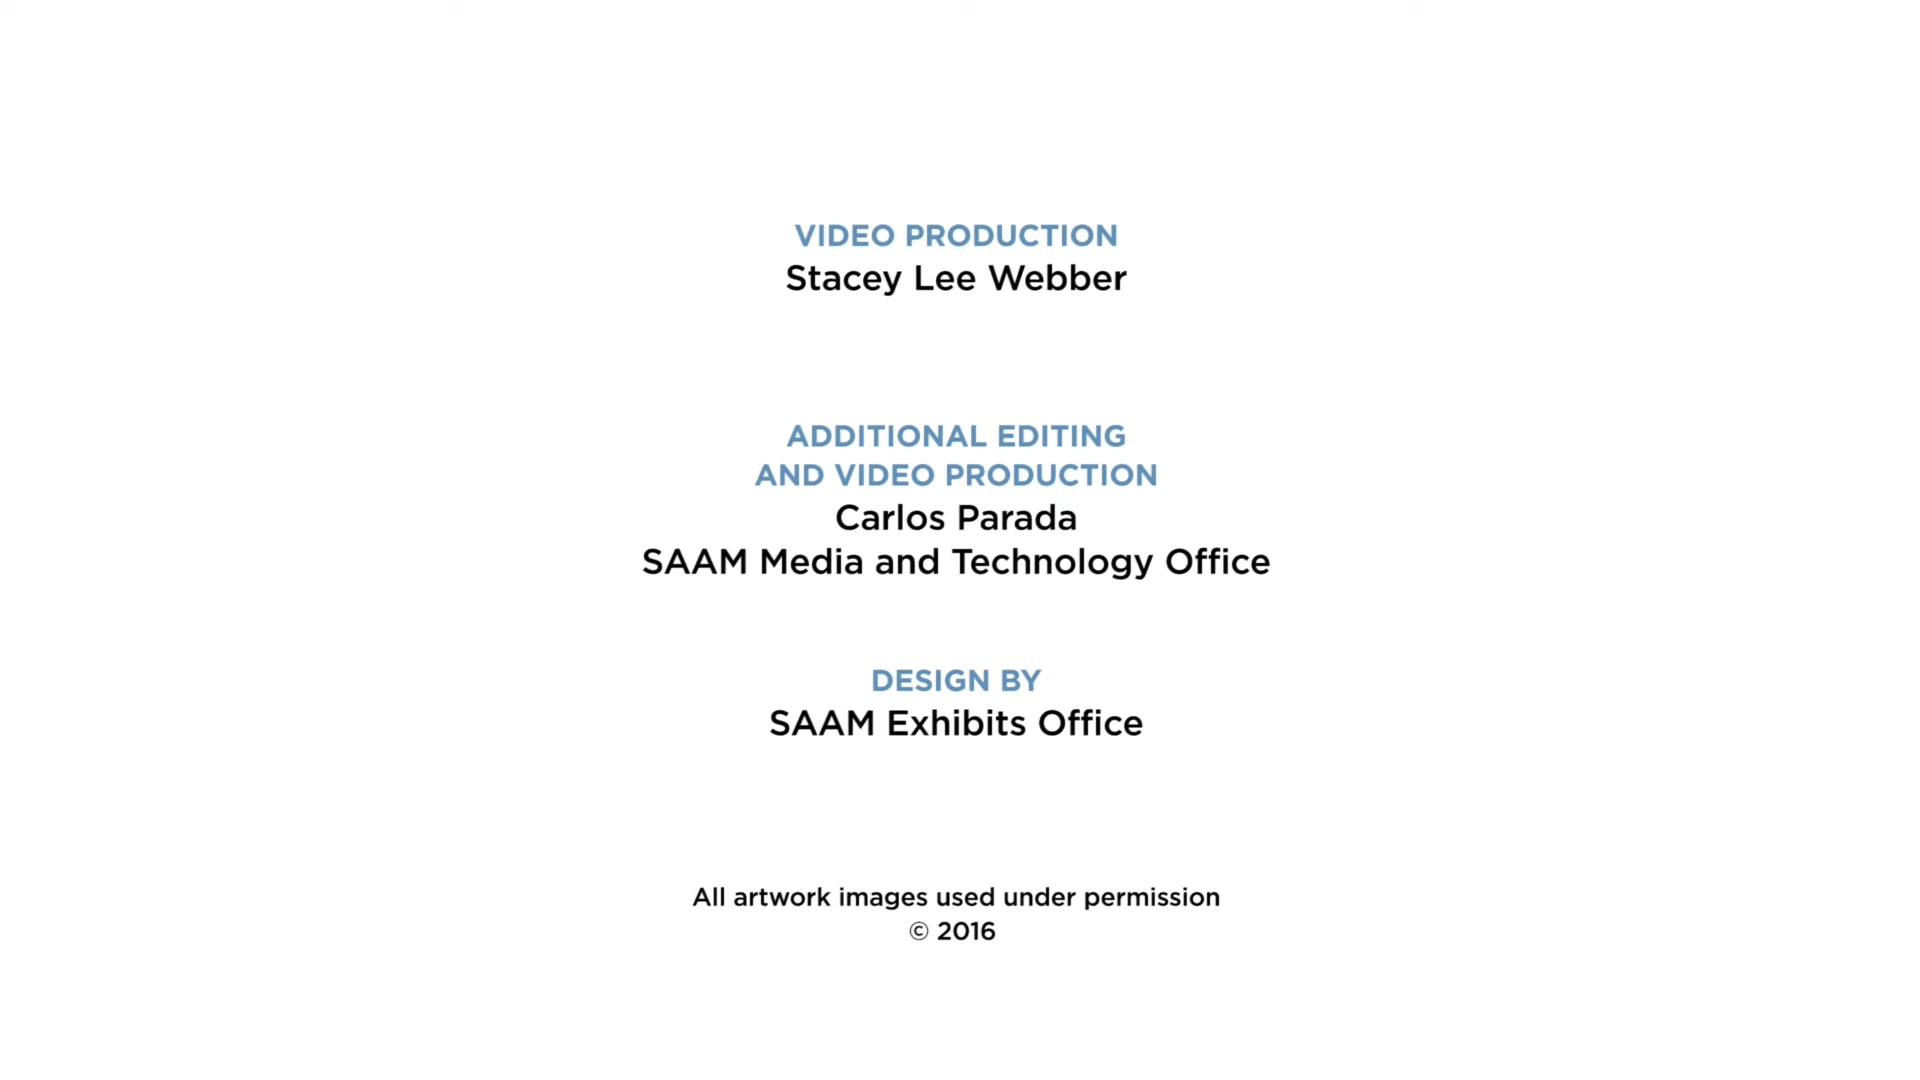 VIDEO PRODUCTION
Stacey Lee Webber
ADDITIONAL EDITING
AND VIDEO PRODUCTION
Carlos Parada
SAAM Media and Technology Office
DESIGN BY
SAAM Exhibits Office
All artwork images used under permission
© 2016